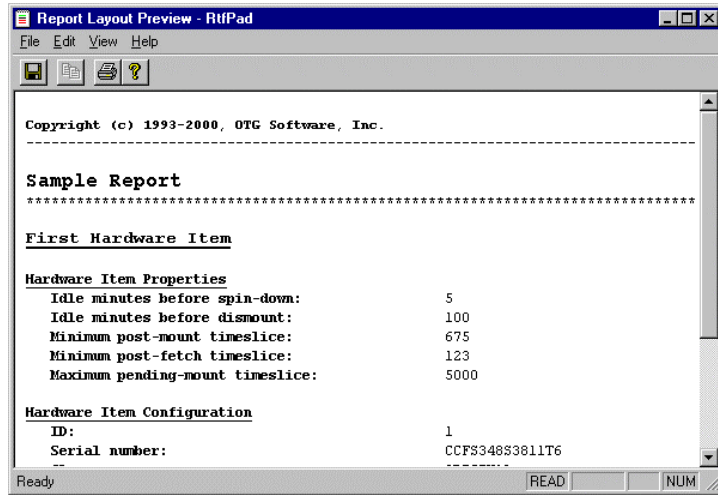 Report Layout Preview - RtfPad
File Edit View Help
Copyright (c) 1993-2000, OTG Software, Inc.
--------------------------------------------------------------------------------
Sample Report
********************************************************************************
First Hardware Item
Hardware Item Properties
Idle minutes before spin-down: 5
Idle minutes before dismount: 100
Minimum post-mount timeslice: 675
Minimum post-fetch timeslice: 123
Maximum pending-mount timeslice: 5000
Hardware Item Configuration
ID: 1
Serial number: CCFS348S3811T6
Ready READ NUM